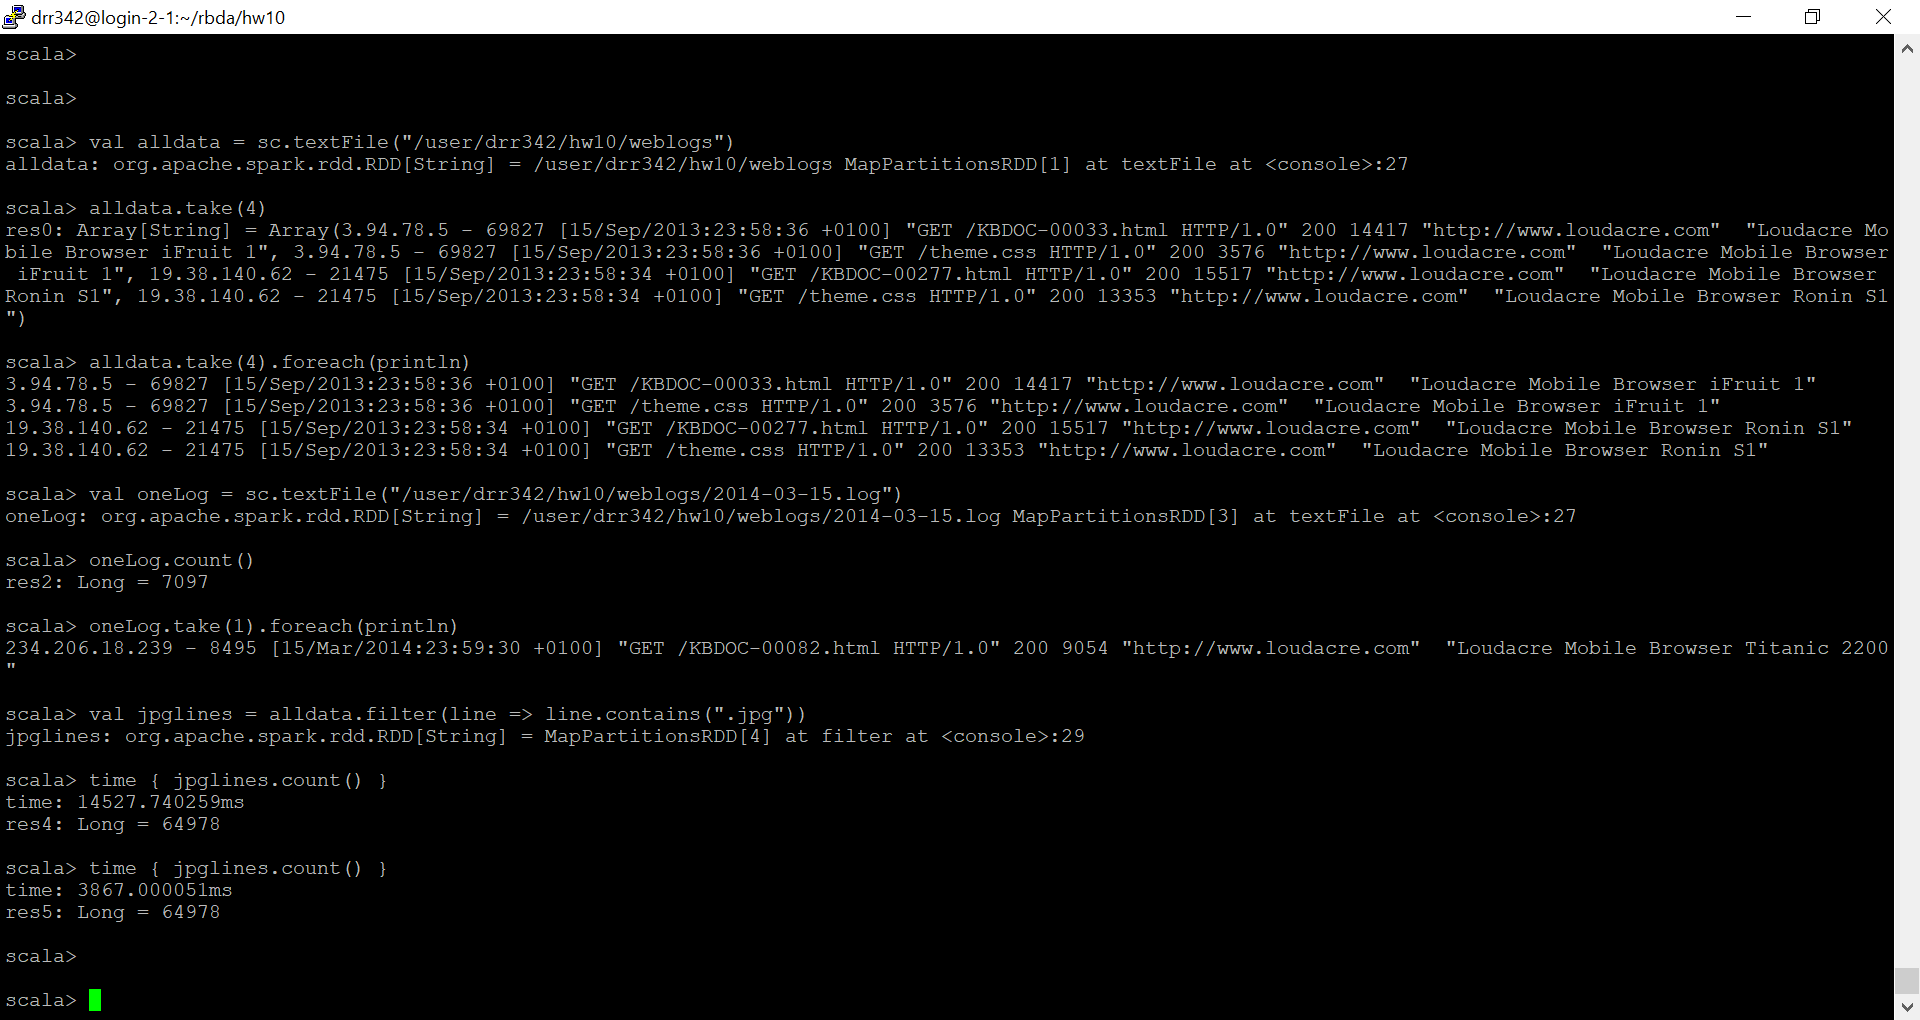 drr342@login-2-1:~/rbda/hw10
scala>
scala>
scala> val alldata = sc.textFile("/user/drr342/hw10/weblogs")
alldata: org.apache.spark.rdd.RDD[String] = /user/drr342/hw10/weblogs MapPartitionsRDD[1] at textFile at <console>:27
scala> alldata.take(4)
res0: Array[String] = Array(3.94.78.5 - 69827 [15/Sep/2013:23:58:36 +0100] "GET /KBDOC-00033.html HTTP/1.0" 200 14417 "http://www.loudacre.com"  "Loudacre Mo
bile Browser iFruit 1", 3.94.78.5 - 69827 [15/Sep/2013:23:58:36 +0100] "GET /theme.css HTTP/1.0" 200 3576 "http://www.loudacre.com"  "Loudacre Mobile Browser
 iFruit 1", 19.38.140.62 - 21475 [15/Sep/2013:23:58:34 +0100] "GET /KBDOC-00277.html HTTP/1.0" 200 15517 "http://www.loudacre.com"  "Loudacre Mobile Browser
Ronin S1", 19.38.140.62 - 21475 [15/Sep/2013:23:58:34 +0100] "GET /theme.css HTTP/1.0" 200 13353 "http://www.loudacre.com"  "Loudacre Mobile Browser Ronin S1
")
scala> alldata.take(4).foreach(println)
3.94.78.5 - 69827 [15/Sep/2013:23:58:36 +0100] "GET /KBDOC-00033.html HTTP/1.0" 200 14417 "http://www.loudacre.com"  "Loudacre Mobile Browser iFruit 1"
3.94.78.5 - 69827 [15/Sep/2013:23:58:36 +0100] "GET /theme.css HTTP/1.0" 200 3576 "http://www.loudacre.com"  "Loudacre Mobile Browser iFruit 1"
19.38.140.62 - 21475 [15/Sep/2013:23:58:34 +0100] "GET /KBDOC-00277.html HTTP/1.0" 200 15517 "http://www.loudacre.com"  "Loudacre Mobile Browser Ronin S1"
19.38.140.62 - 21475 [15/Sep/2013:23:58:34 +0100] "GET /theme.css HTTP/1.0" 200 13353 "http://www.loudacre.com"  "Loudacre Mobile Browser Ronin S1"
scala> val oneLog = sc.textFile("/user/drr342/hw10/weblogs/2014-03-15.log")
oneLog: org.apache.spark.rdd.RDD[String] = /user/drr342/hw10/weblogs/2014-03-15.log MapPartitionsRDD[3] at textFile at <console>:27
scala> oneLog.count()
res2: Long = 7097
scala> oneLog.take(1).foreach(println)
234.206.18.239 - 8495 [15/Mar/2014:23:59:30 +0100] "GET /KBDOC-00082.html HTTP/1.0" 200 9054 "http://www.loudacre.com"  "Loudacre Mobile Browser Titanic 2200
"
scala> val jpglines = alldata.filter(line => line.contains(".jpg"))
jpglines: org.apache.spark.rdd.RDD[String] = MapPartitionsRDD[4] at filter at <console>:29
scala> time { jpglines.count() }
time: 14527.740259ms
res4: Long = 64978
scala> time { jpglines.count() }
time: 3867.000051ms
res5: Long = 64978
scala>
scala>